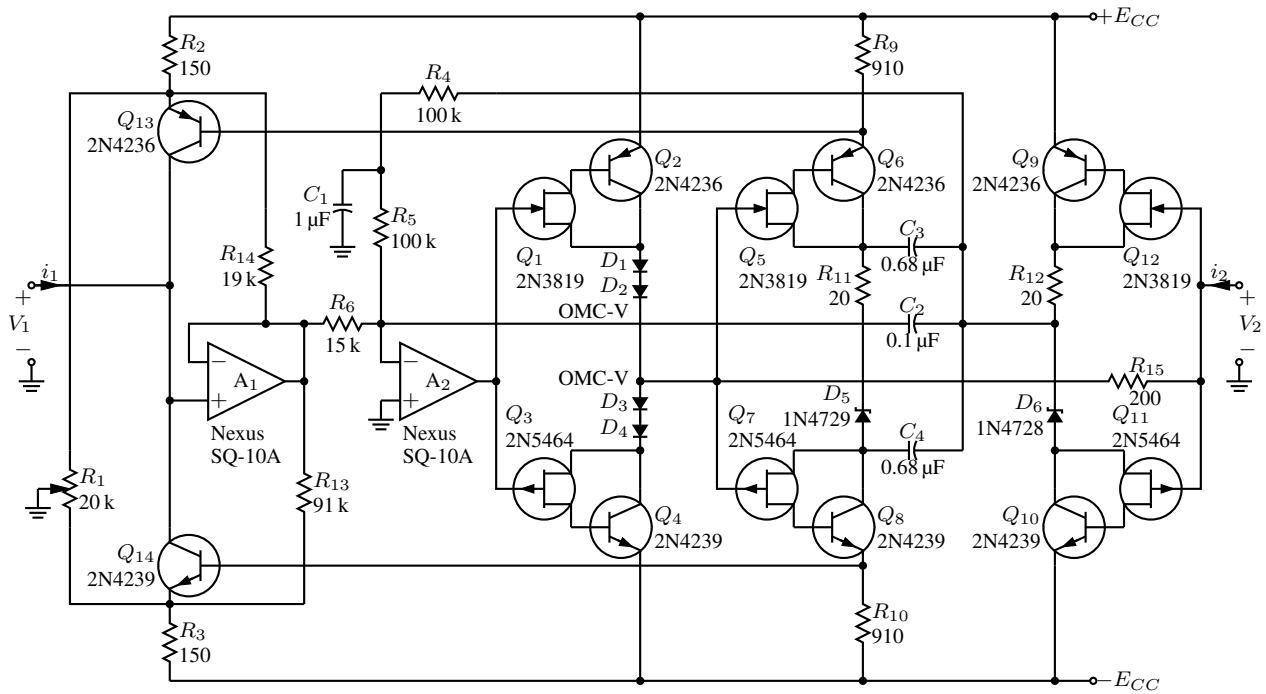 +E_CC
R2
150
R9
910
R4
100 k
Q13
2N4236
Q2
2N4236
Q6
2N4236
Q9
2N4236
C1
1 µF
R5
100 k
R14
19 k
Q1
2N3819
D1
D2
OMC-V
Q5
2N3819
C3
0.68 µF
R11
20
R12
20
Q12
2N3819
i1
+
V1
−
i2
+
V2
−
R6
15 k
C2
0.1 µF
−
A1
+
Nexus
SQ-10A
−
A2
+
Nexus
SQ-10A
OMC-V
D3
D4
R15
200
Q3
2N5464
Q7
2N5464
D5
1N4729
D6
1N4728
Q11
2N5464
C4
0.68 µF
R1
20 k
R13
91 k
Q14
2N4239
Q4
2N4239
Q8
2N4239
Q10
2N4239
R3
150
R10
910
−E_CC